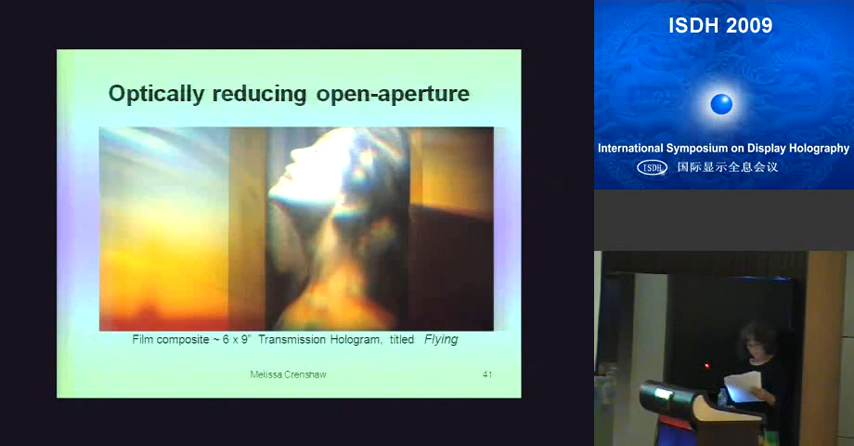 Optically reducing open-aperture
Film composite ~ 6 x 9" Transmission Hologram, titled Flying
Melissa Crenshaw
41
ISDH 2009
International Symposium on Display Holography
ISDH 国际显示全息会议